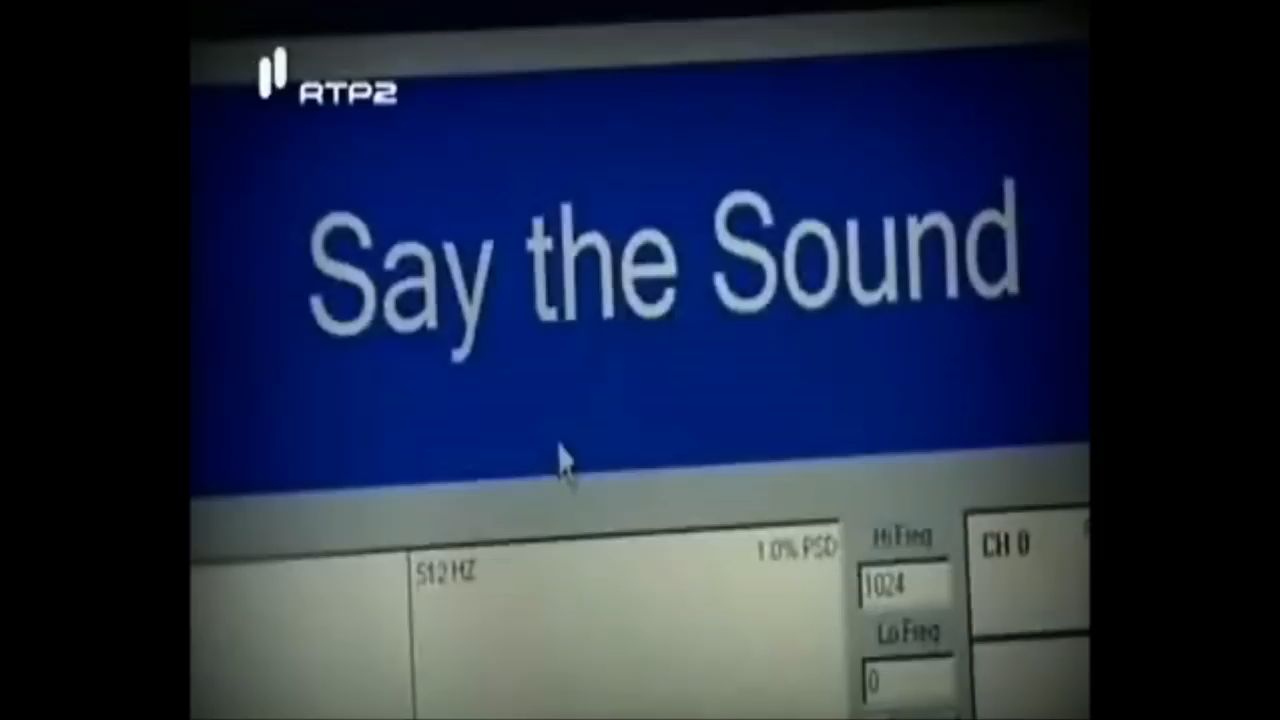 RTP2
Say the Sound
512 HZ
1.0% PSD
Hi Freq
1024
Lo Freq
0
CH 0